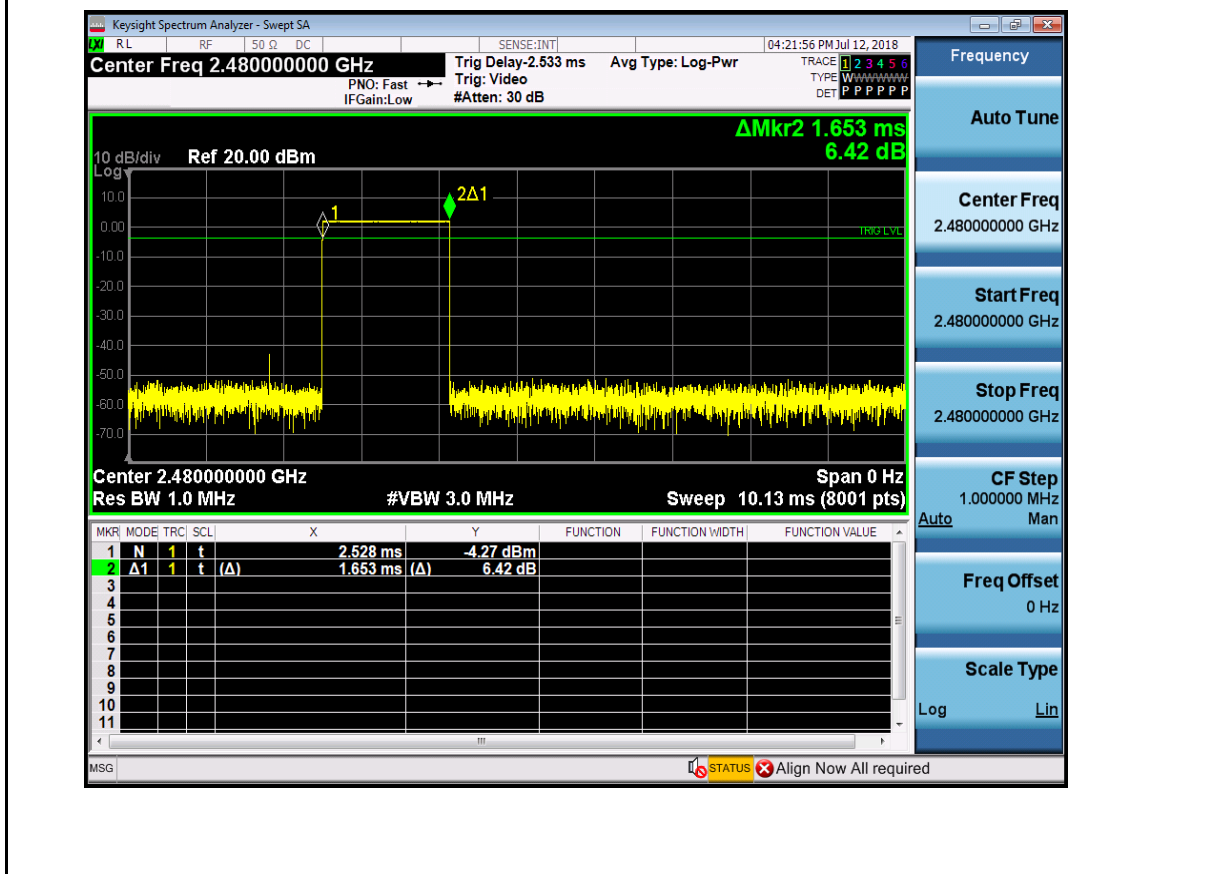 Keysight Spectrum Analyzer - Swept SA
LXI RL RF 50 Ω DC SENSE:INT 04:21:56 PM Jul 12, 2018
Center Freq 2.480000000 GHz
PNO: Fast
IFGain:Low
Trig Delay-2.533 ms
Trig: Video
#Atten: 30 dB
Avg Type: Log-Pwr
TRACE 1 2 3 4 5 6
TYPE WWWWWW
DET P P P P P P
ΔMkr2 1.653 ms
6.42 dB
10 dB/div Ref 20.00 dBm
Log
10.0
0.00
-10.0
-20.0
-30.0
-40.0
-50.0
-60.0
-70.0
1
2Δ1
TRIG LVL
Center 2.480000000 GHz Span 0 Hz
Res BW 1.0 MHz #VBW 3.0 MHz Sweep 10.13 ms (8001 pts)
MKR MODE TRC SCL X Y FUNCTION FUNCTION WIDTH FUNCTION VALUE
1 N 1 t 2.528 ms -4.27 dBm
2 Δ1 1 t (Δ) 1.653 ms (Δ) 6.42 dB
3
4
5
6
7
8
9
10
11
MSG STATUS Align Now All required
Frequency
Auto Tune
Center Freq
2.480000000 GHz
Start Freq
2.480000000 GHz
Stop Freq
2.480000000 GHz
CF Step
1.000000 MHz
Auto Man
Freq Offset
0 Hz
Scale Type
Log Lin